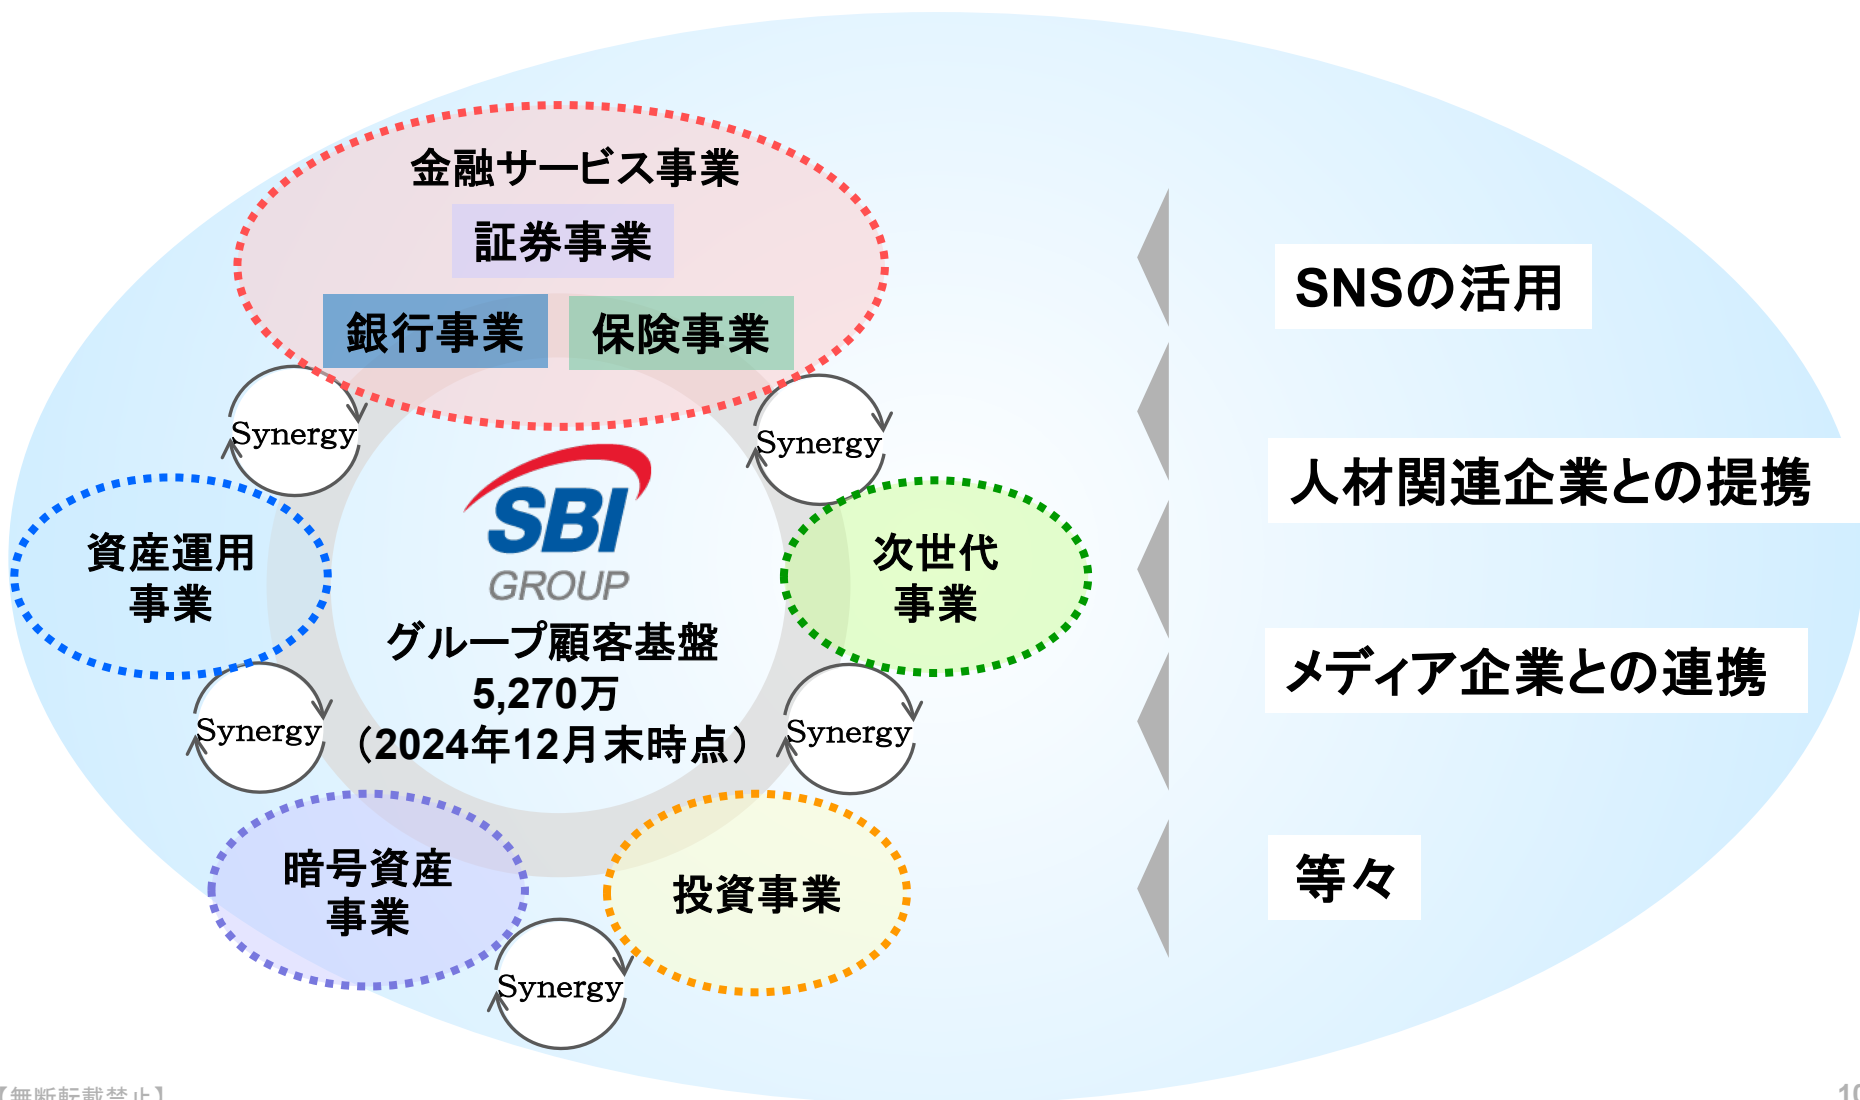 金融サービス事業
証券事業
銀行事業
保険事業
Synergy
Synergy
SBI
GROUP
グループ顧客基盤
5,270万
（2024年12月末時点）
資産運用
事業
次世代
事業
Synergy
Synergy
暗号資産
事業
投資事業
Synergy
SNSの活用
人材関連企業との提携
メディア企業との連携
等々
【無断転載禁止】